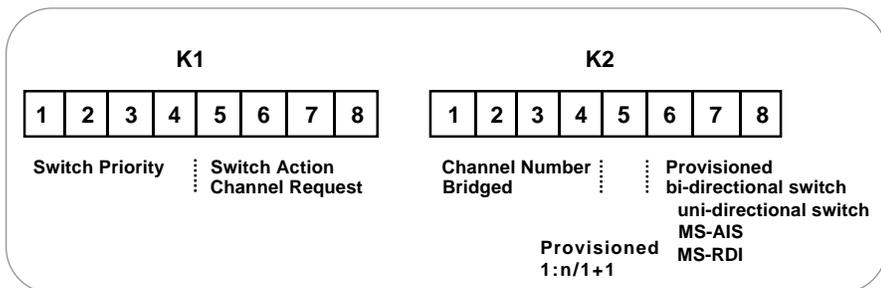 K1
1 2 3 4 5 6 7 8
Switch Priority
Switch Action
Channel Request
K2
1 2 3 4 5 6 7 8
Channel Number
Bridged
Provisioned
1:n/1+1
Provisioned
bi-directional switch
uni-directional switch
MS-AIS
MS-RDI